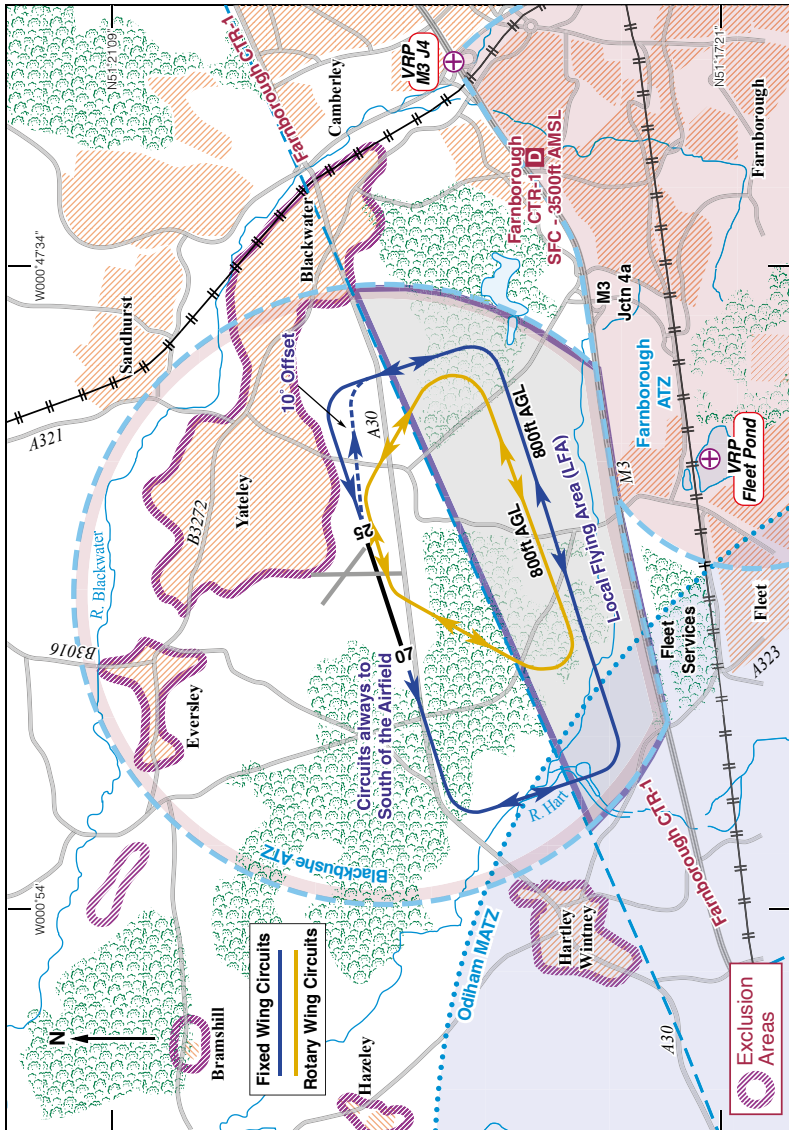 N51°21'09"
N51°17'21"
W000°47'34
W000°54'
Farnborough CTR-1
VRP
M3 J4
Camberley
Farnborough
CTR-1 D
SFC - 3500ft AMSL
Farnborough
Blackwater
Sandhurst
A321
10° Offset
A30
M3
Jctn 4a
Farnborough
ATZ
VRP
Fleet Pond
M3
B3272
Yateley
R. Blackwater
25
07
800ft AGL
800ft AGL
Local Flying Area (LFA)
Fleet
Services
Fleet
A323
B3016
Eversley
Circuits always to
South of the Airfield
Blackbushe ATZ
R. Hart
Farnborough CTR-1
Odiham MATZ
Hartley
Wintney
A30
Fixed Wing Circuits
Rotary Wing Circuits
N
Bramshill
Hazeley
Exclusion
Areas